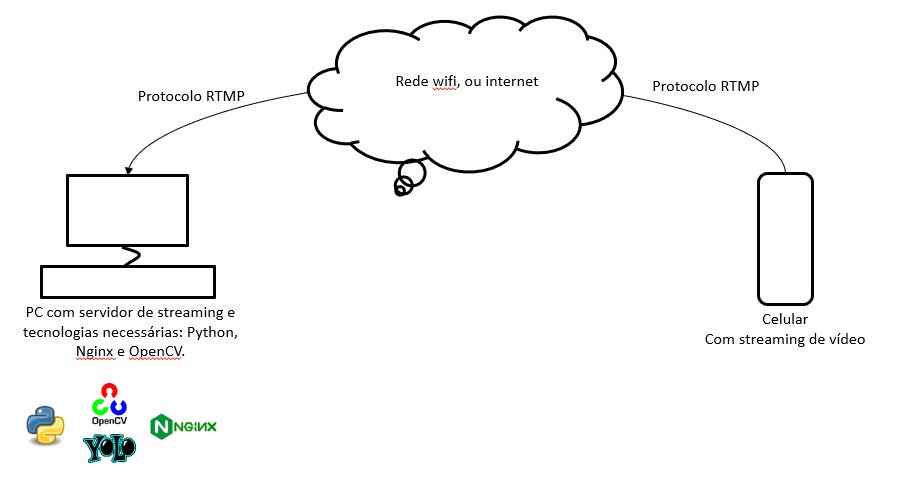 Rede wifi, ou internet
Protocolo RTMP
Protocolo RTMP
PC com servidor de streaming e
tecnologias necessárias: Python,
Nginx e OpenCV.
Celular
Com streaming de vídeo
OpenCV
YOLO
NGINX